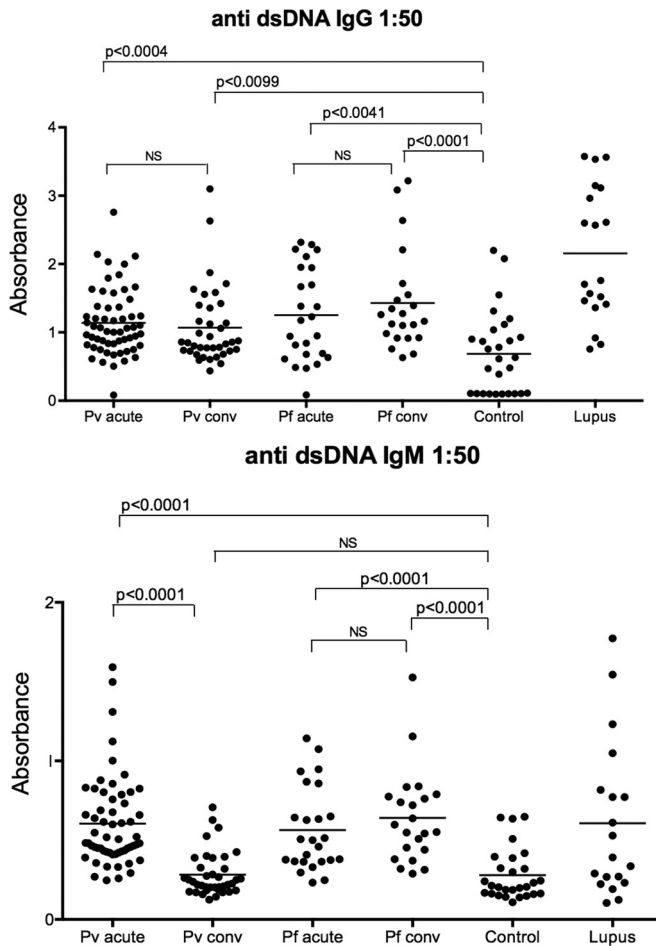 anti dsDNA IgG 1:50
p<0.0004
p<0.0099
p<0.0041
NS NS p<0.0001
4
3
2
1
0
Absorbance
Pv acute Pv conv Pf acute Pf conv Control Lupus
anti dsDNA IgM 1:50
p<0.0001
NS
p<0.0001 p<0.0001
NS p<0.0001
2
1
0
Absorbance
Pv acute Pv conv Pf acute Pf conv Control Lupus